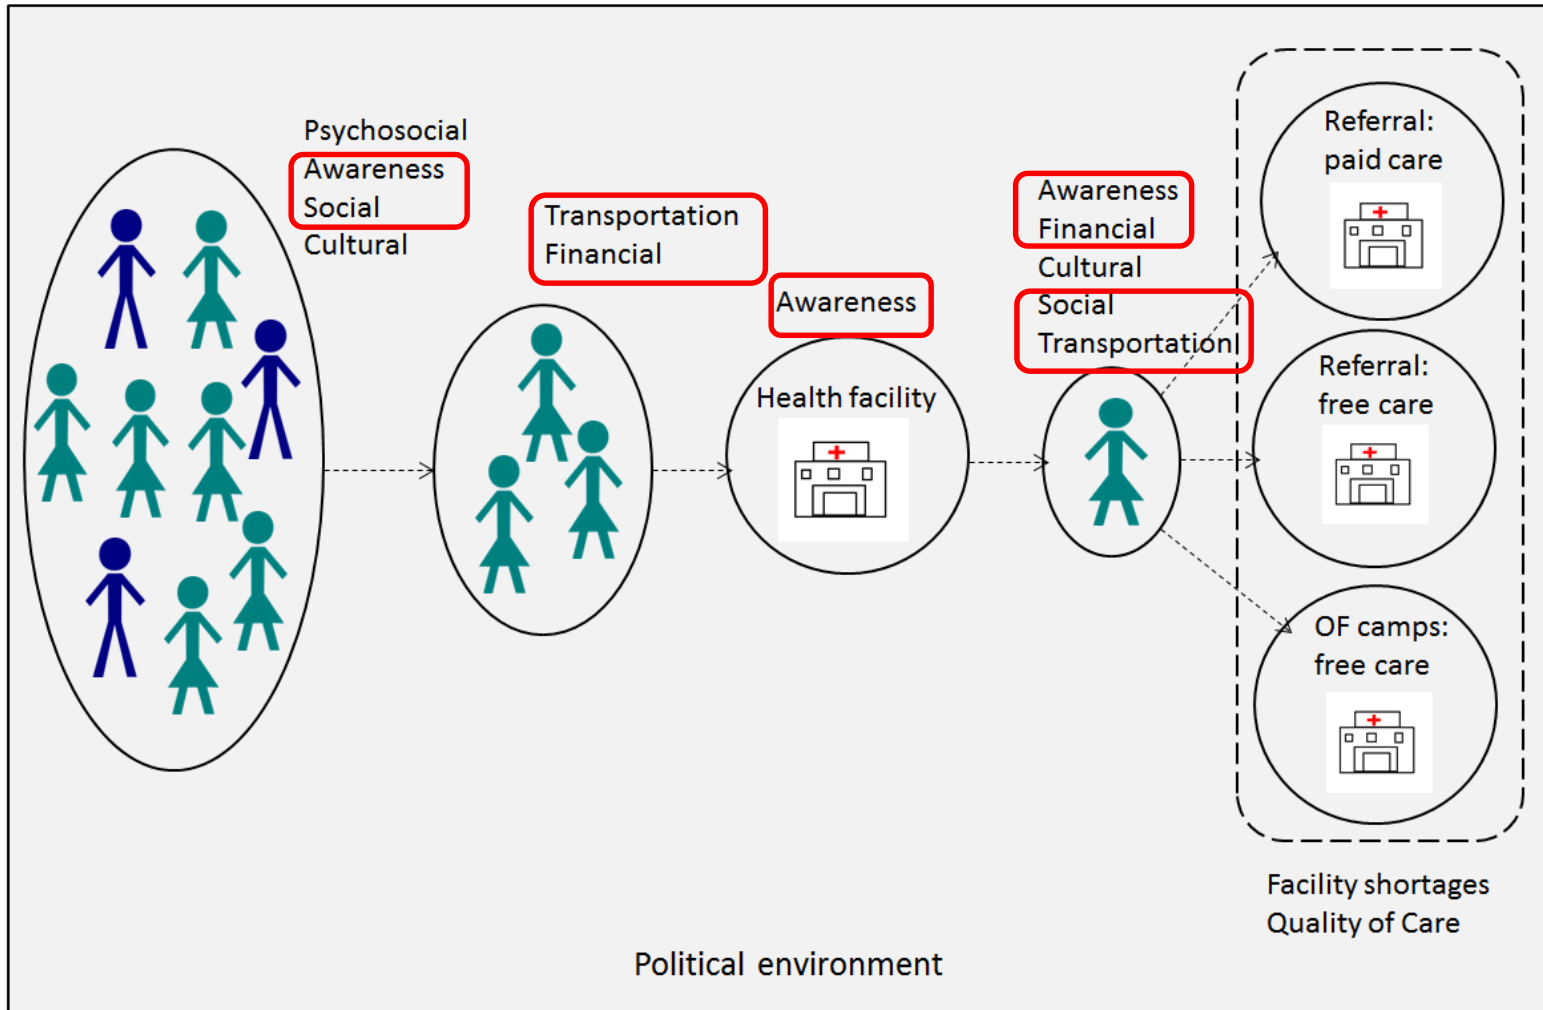 Psychosocial
Awareness
Social
Cultural
Transportation
Financial
Awareness
Health facility
Awareness
Financial
Cultural
Social
Transportation
Referral:
paid care
Referral:
free care
OF camps:
free care
Facility shortages
Quality of Care
Political environment